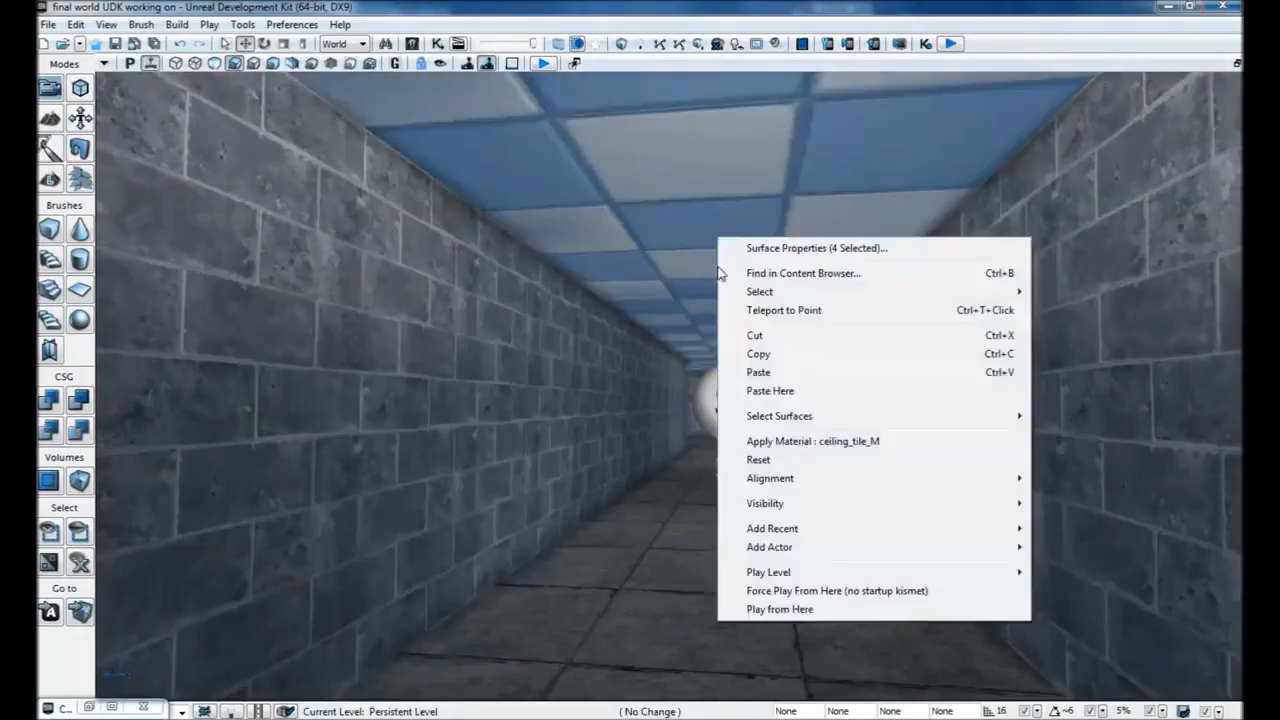 final world UDK working on - Unreal Development Kit (64-bit, DX9)
File Edit View Brush Build Play Tools Preferences Help
World
Modes
P G
Brushes
CSG
Volumes
Select
Go to
Surface Properties (4 Selected)...
Find in Content Browser... Ctrl+B
Select
Teleport to Point Ctrl+T+Click
Cut Ctrl+X
Copy Ctrl+C
Paste Ctrl+V
Paste Here
Select Surfaces
Apply Material : ceiling_tile_M
Reset
Alignment
Visibility
Add Recent
Add Actor
Play Level
Force Play From Here (no startup kismet)
Play from Here
C... Current Level: Persistent Level (No Change) None None None None 16 ~6 5%